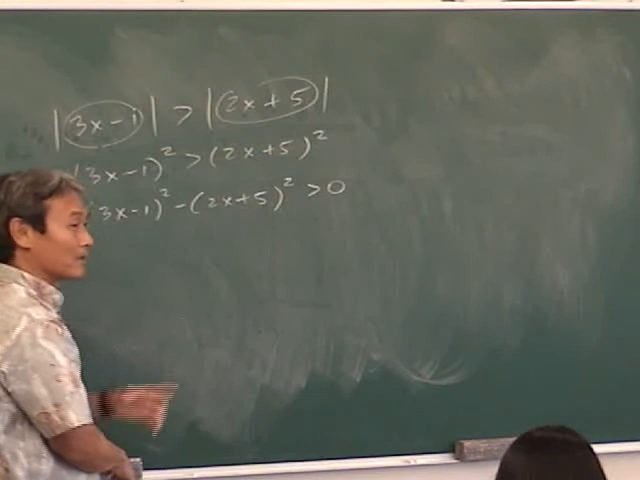 |3x-1| > |2x+5|
(3x-1)² > (2x+5)²
3x-1)² - (2x+5)² > 0